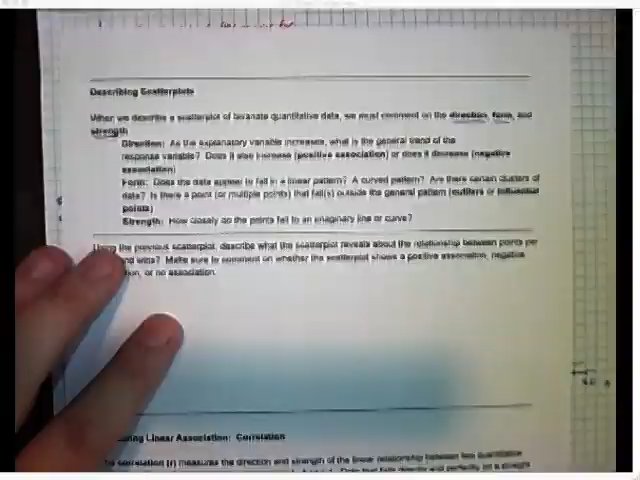 Describing Scatterplots
When we describe a scatterplot of bivariate quantitative data, we must comment on the direction, form, and
strength
Direction: As the explanatory variable increases, what is the general trend of the
response variable? Does it also increase (positive association) or does it decrease (negative
association)
Form: Does the data appear to fall in a linear pattern? A curved pattern? Are there certain clusters of
data? Is there a point (or multiple points) that fall(s) outside the general pattern (outliers or influential
points)
Strength: How closely do the points fall to an imaginary line or curve?
Using the previous scatterplot, describe what the scatterplot reveals about the relationship between points per
and wins? Make sure to comment on whether the scatterplot shows a positive association, negative
or no association.
Linear Association: Correlation
correlation (r) measures the direction and strength of the linear relationship between two quantitative